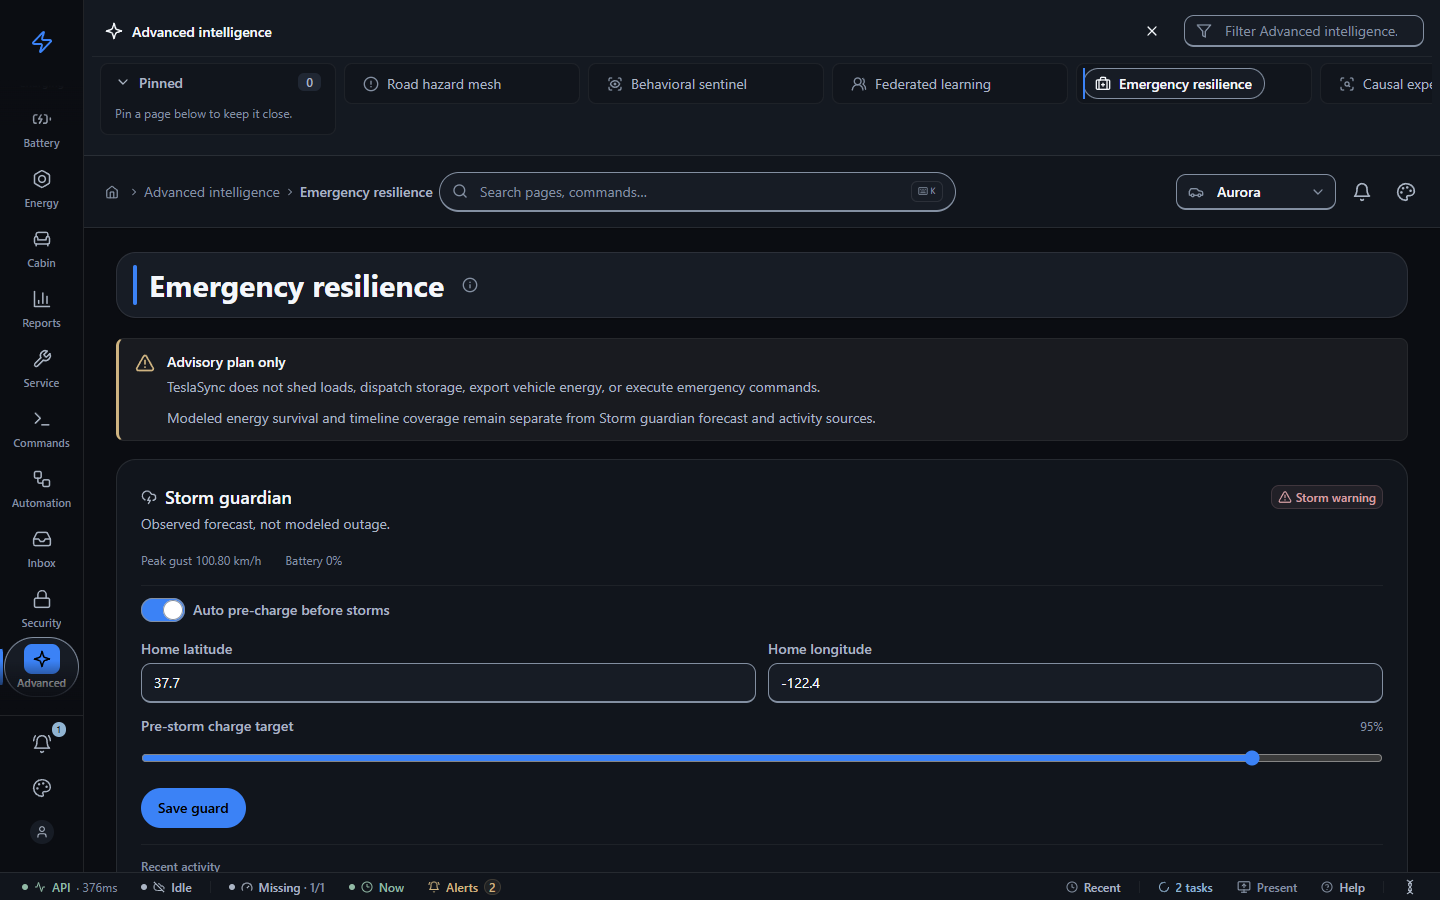 Advanced intelligence
Filter Advanced intelligence.
Pinned
0
Pin a page below to keep it close.
Road hazard mesh
Behavioral sentinel
Federated learning
Emergency resilience
Causal expe
Battery
Energy
Cabin
Reports
Service
Commands
Automation
Inbox
Security
Advanced
1
Advanced intelligence
Emergency resilience
Search pages, commands...
K
Aurora
Emergency resilience
Advisory plan only
TeslaSync does not shed loads, dispatch storage, export vehicle energy, or execute emergency commands.
Modeled energy survival and timeline coverage remain separate from Storm guardian forecast and activity sources.
Storm guardian
Storm warning
Observed forecast, not modeled outage.
Peak gust 100.80 km/h
Battery 0%
Auto pre-charge before storms
Home latitude
Home longitude
37.7
-122.4
Pre-storm charge target
95%
Save guard
Recent activity
API · 376ms
Idle
Missing · 1/1
Now
Alerts 2
Recent
2 tasks
Present
Help